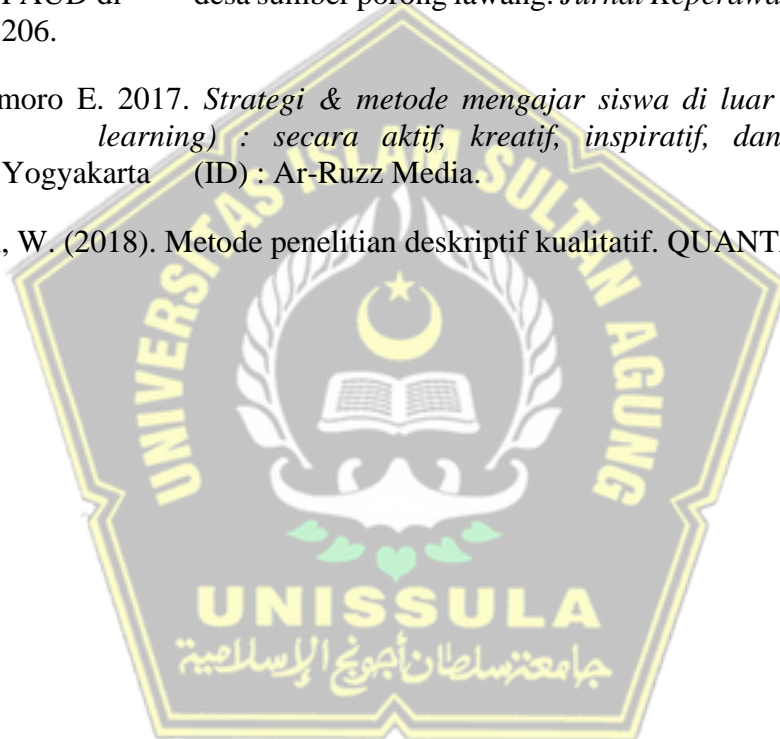 desa sumber porong lawang. Jurnal Keperawa
206.
moro E. 2017. Strategi & metode mengajar siswa di luar
learning) : secara aktif, kreatif, inspiratif, dan
Yogyakarta (ID) : Ar-Ruzz Media.
, W. (2018). Metode penelitian deskriptif kualitatif. QUANT
UNIVERSITAS ISLAM SULTAN AGUNG
UNISSULA
جامعة سلطان أجونج الإسلامية